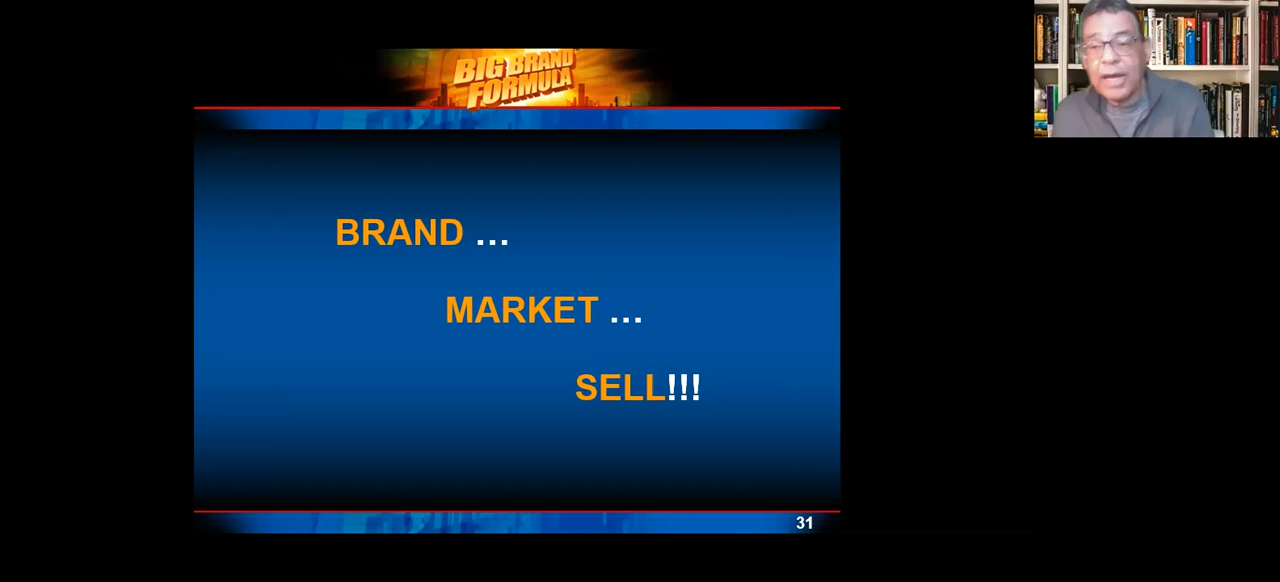 BIG BRAND
FORMULA
BRAND ...
MARKET ...
SELL!!!
31